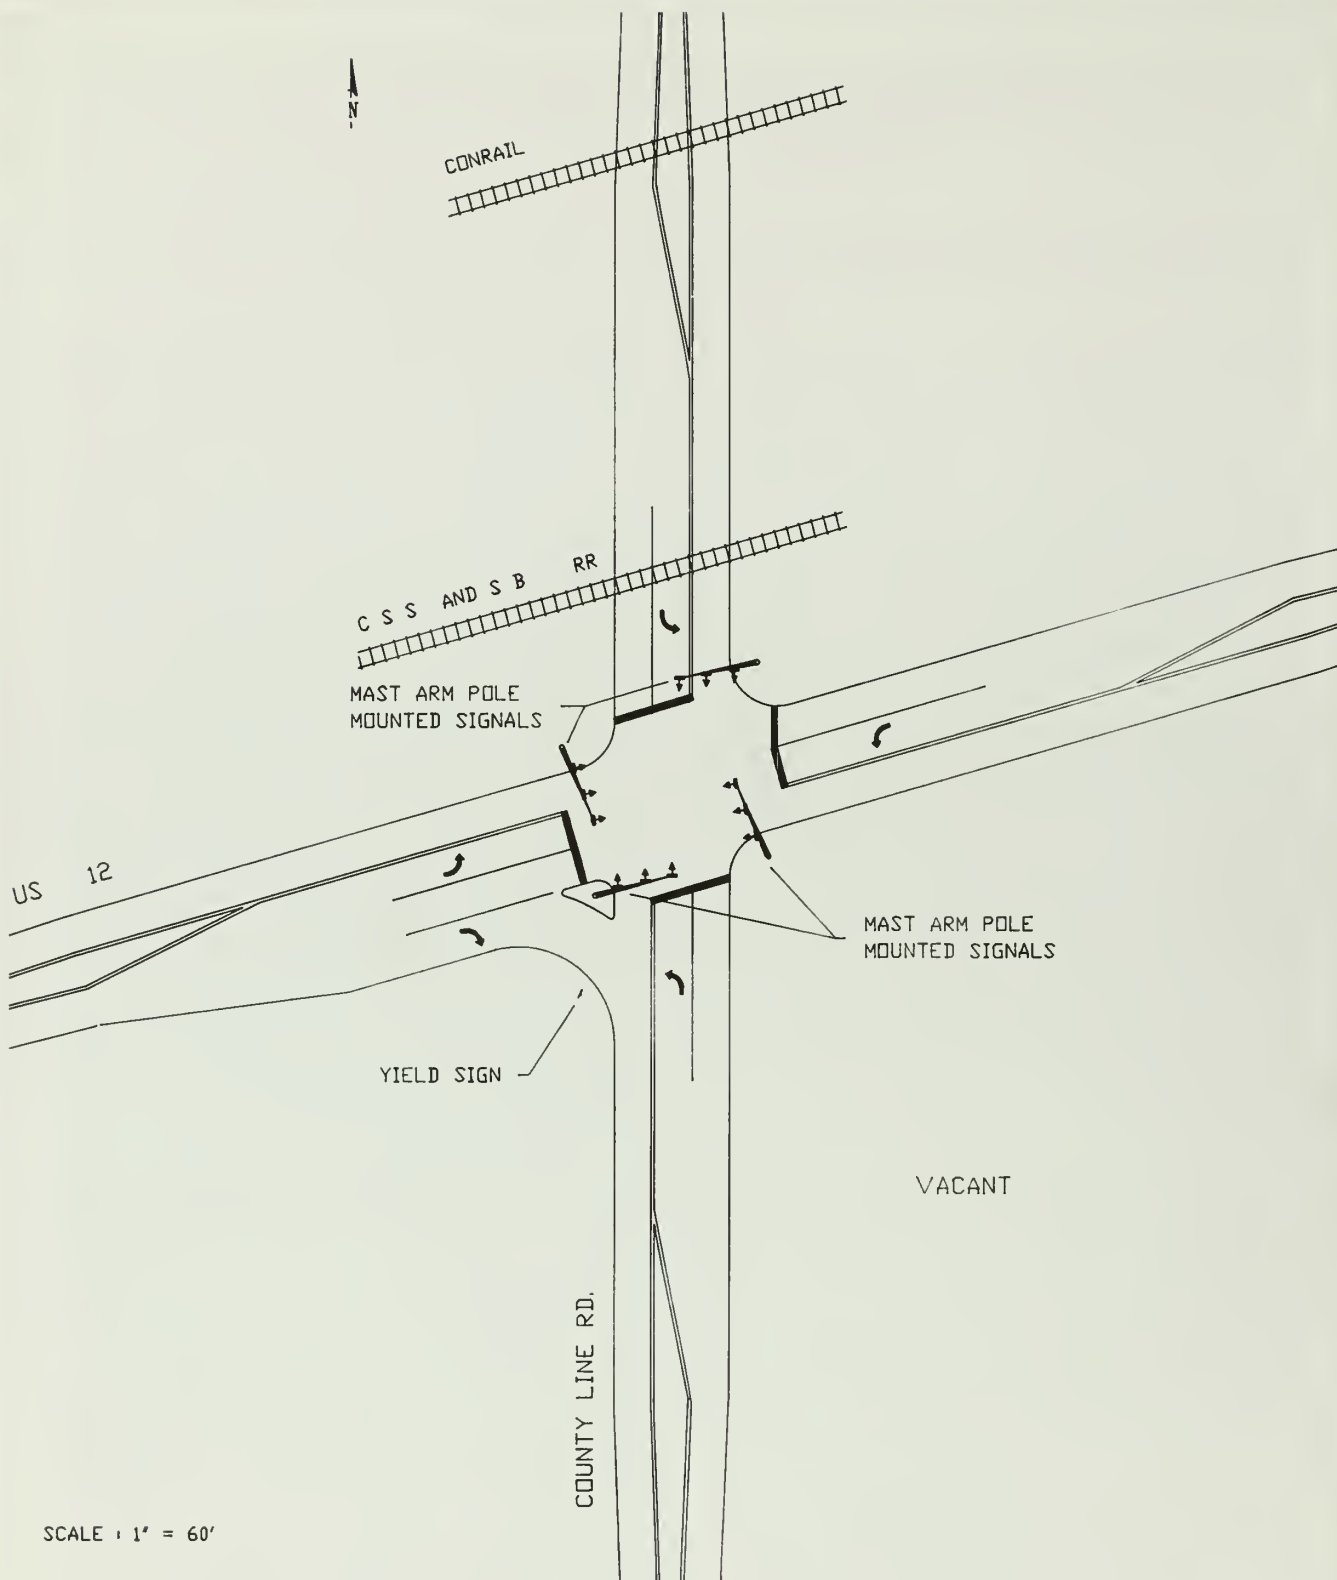 N
CONRAIL
C S S AND S B RR
MAST ARM POLE
MOUNTED SIGNALS
US 12
MAST ARM POLE
MOUNTED SIGNALS
YIELD SIGN
VACANT
COUNTY LINE RD.
SCALE : 1" = 60'